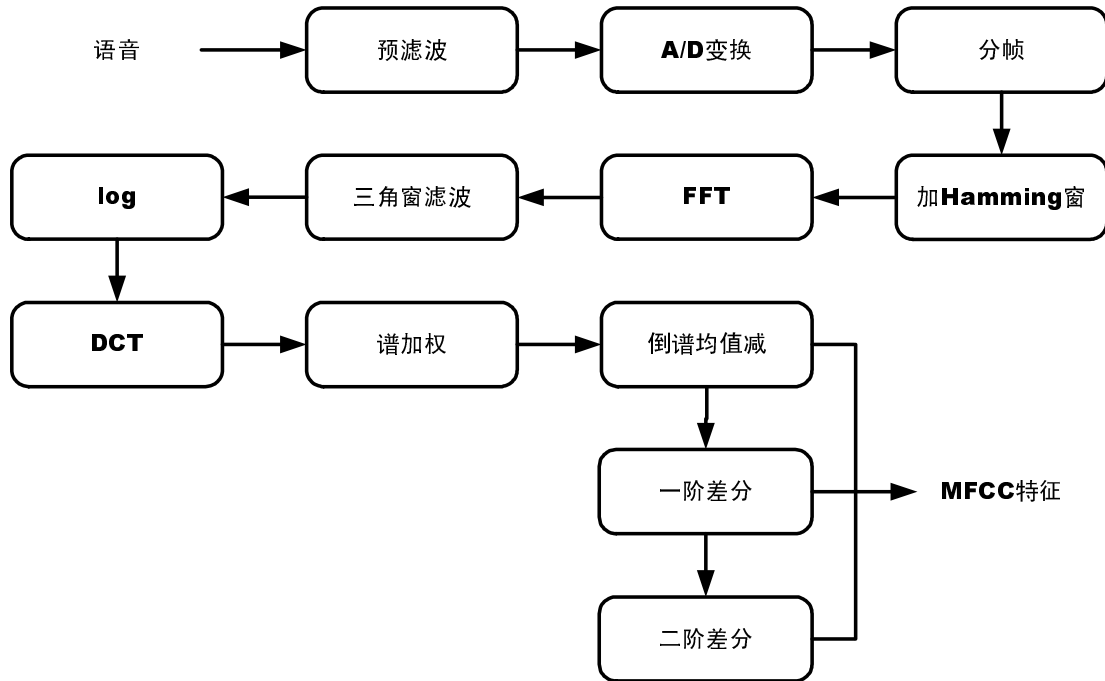 语音
预滤波
A/D变换
分帧
log
三角窗滤波
FFT
加Hamming窗
DCT
谱加权
倒谱均值减
一阶差分
MFCC特征
二阶差分